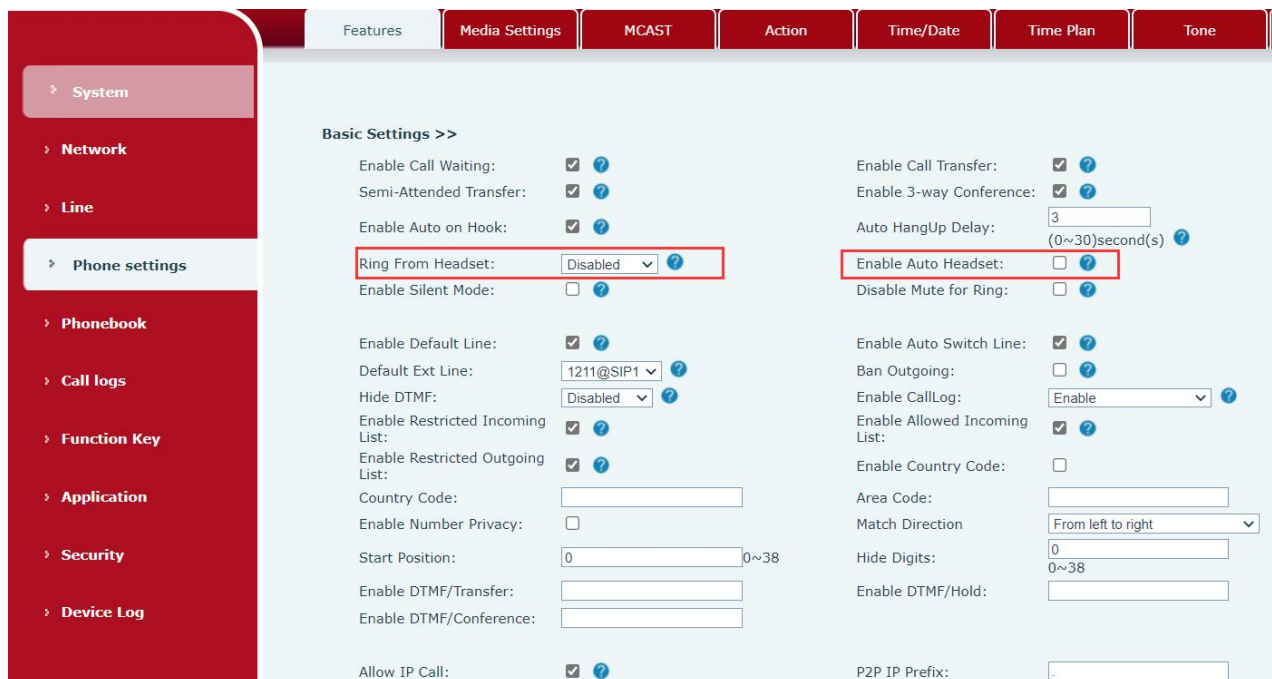 Features
Media Settings
MCAST
Action
Time/Date
Time Plan
Tone
System
Network
Line
Phone settings
Phonebook
Call logs
Function Key
Application
Security
Device Log
Basic Settings >>
Enable Call Waiting:
Enable Call Transfer:
Semi-Attended Transfer:
Enable 3-way Conference:
Enable Auto on Hook:
Auto HangUp Delay: 3
(0~30)second(s)
Ring From Headset: Disabled
Enable Auto Headset:
Enable Silent Mode:
Disable Mute for Ring:
Enable Default Line:
Enable Auto Switch Line:
Default Ext Line: 1211@SIP1
Ban Outgoing:
Hide DTMF: Disabled
Enable CallLog: Enable
Enable Restricted Incoming
List:
Enable Allowed Incoming
List:
Enable Restricted Outgoing
List:
Enable Country Code:
Country Code:
Area Code:
Enable Number Privacy:
Match Direction From left to right
Start Position: 0 0~38
Hide Digits: 0
0~38
Enable DTMF/Transfer:
Enable DTMF/Hold:
Enable DTMF/Conference:
Allow IP Call:
P2P IP Prefix: .